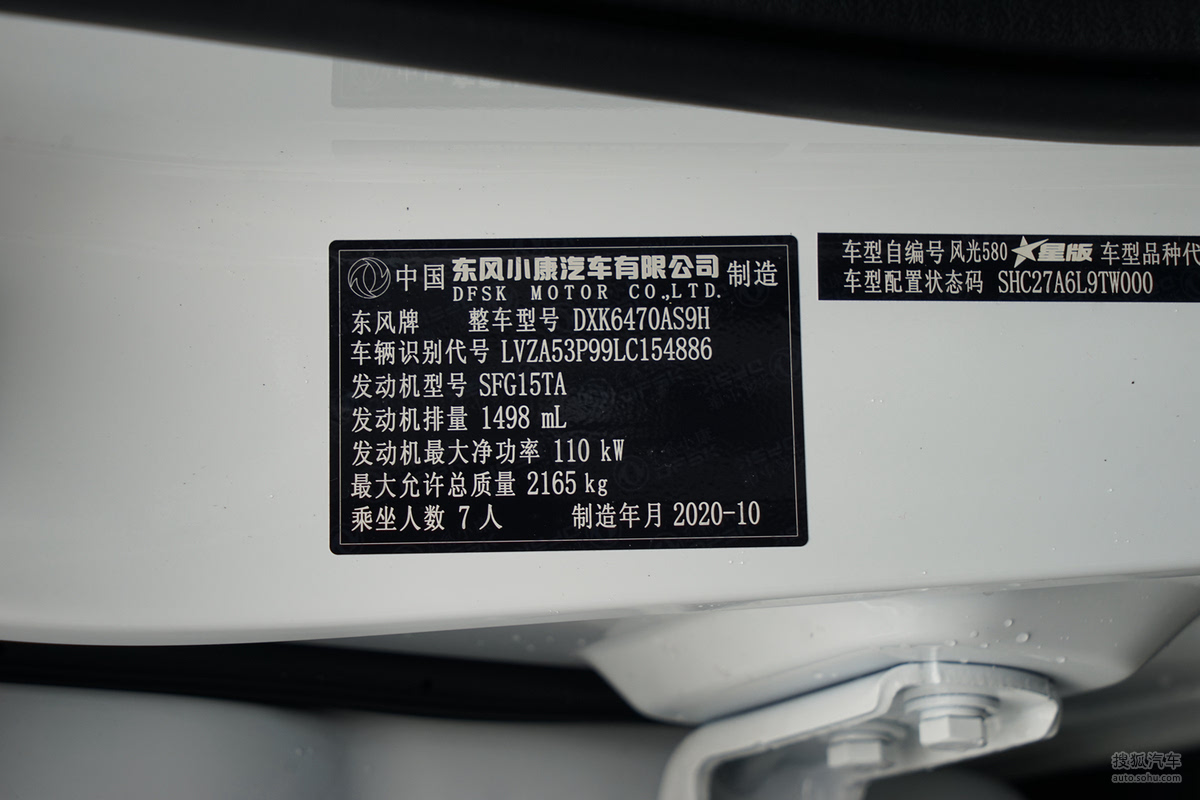 中国 东风小康汽车有限公司 制造
DFSK MOTOR CO.,LTD.
东风牌 整车型号 DXK6470AS9H
车辆识别代号 LVZA53P99LC154886
发动机型号 SFG15TA
发动机排量 1498 mL
发动机最大净功率 110 kW
最大允许总质量 2165 kg
乘坐人数 7 人 制造年月 2020-10
车型自编号 风光580 星版 车型品种代
车型配置状态码 SHC27A6L9TW000
搜狐汽车
auto.sohu.com